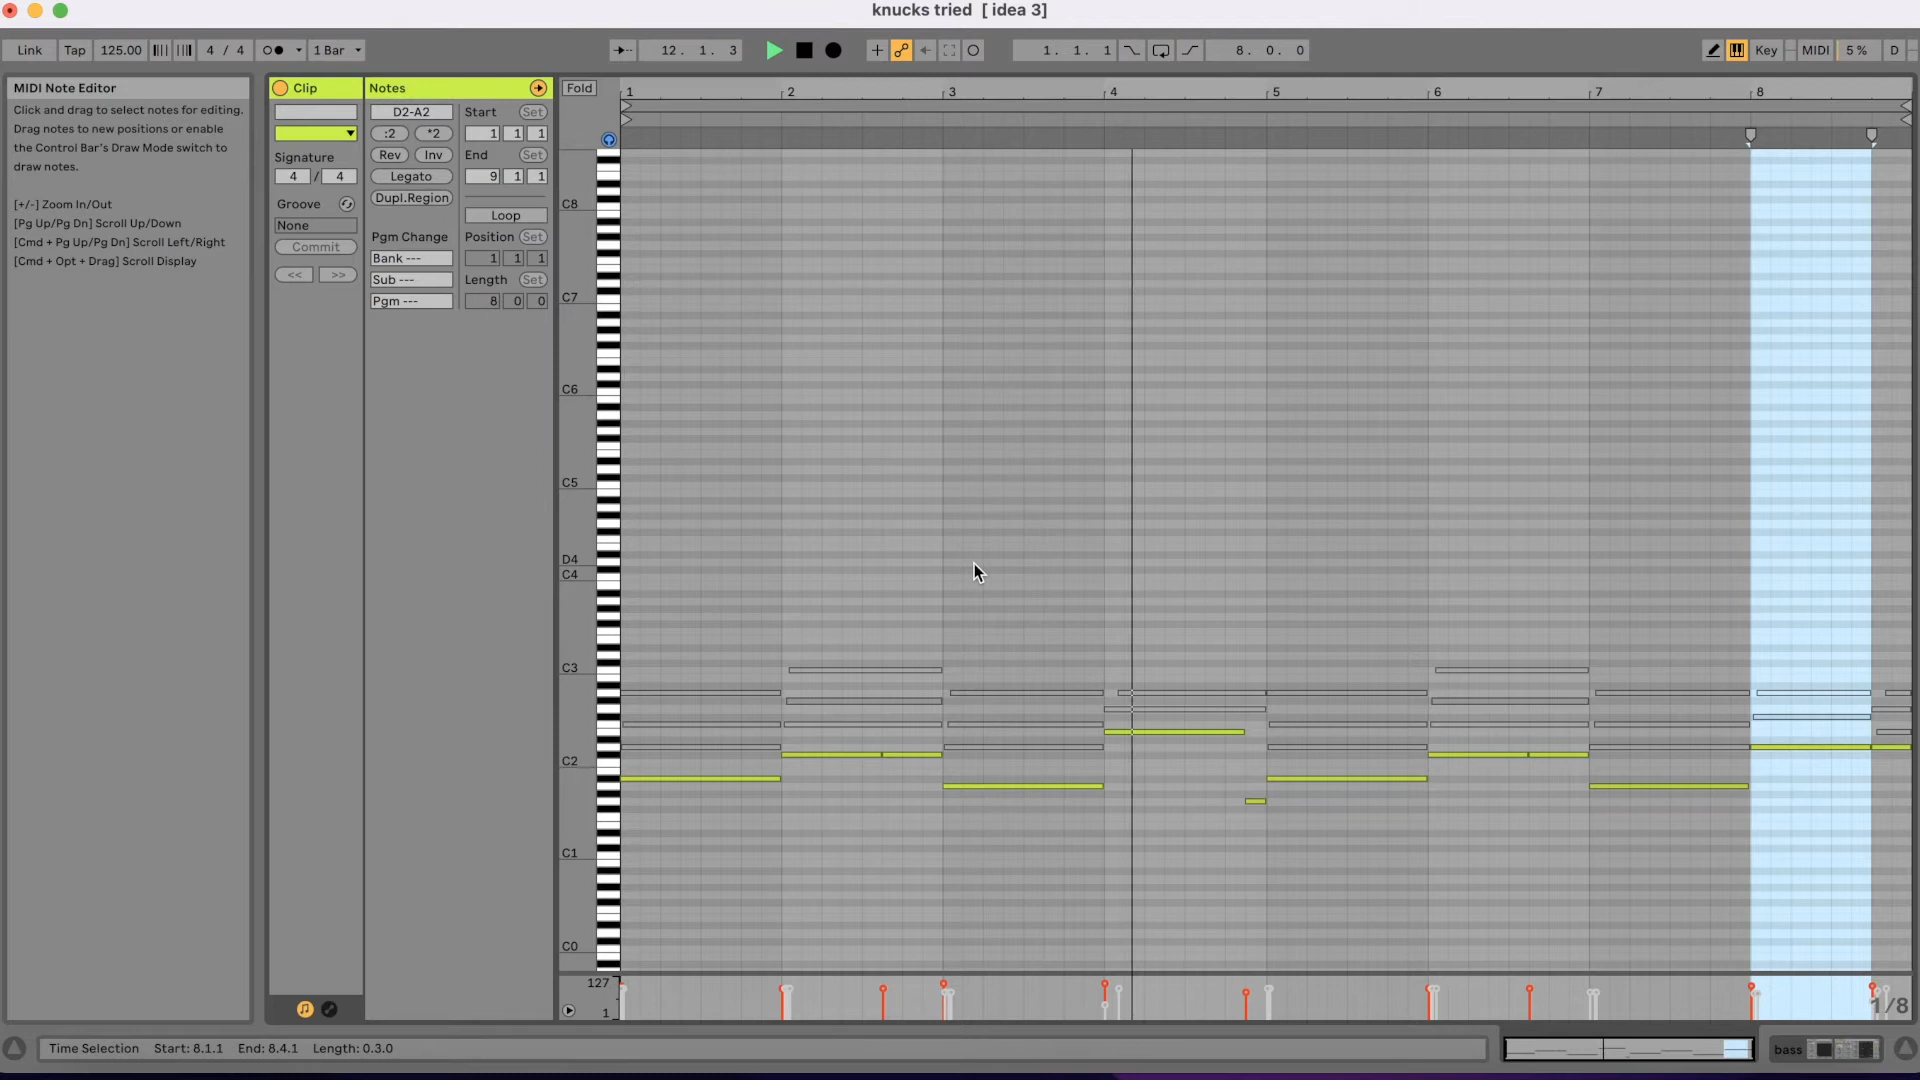 knucks tried [ idea 3]
Link Tap 125.00 4 / 4 1 Bar 12. 1. 3 1. 1. 1 8. 0. 0 Key MIDI 5 % D
MIDI Note Editor
Click and drag to select notes for editing.
Drag notes to new positions or enable
the Control Bar's Draw Mode switch to
draw notes.
[+/-] Zoom In/Out
[Pg Up/Pg Dn] Scroll Up/Down
[Cmd + Pg Up/Pg Dn] Scroll Left/Right
[Cmd + Opt + Drag] Scroll Display
Clip
Signature
4 / 4
Groove
None
Commit
<< >>
Notes
D2-A2
:2 *2
Rev Inv
Legato
Dupl.Region
Pgm Change
Bank ---
Sub ---
Pgm ---
Start Set
1 1 1
End Set
9 1 1
Loop
Position Set
1 1 1
Length Set
8 0 0
Fold
1 2 3 4 5 6 7 8
C8
C7
C6
C5
D4
C4
C3
C2
C1
C0
127
1
1/8
Time Selection Start: 8.1.1 End: 8.4.1 Length: 0.3.0
bass